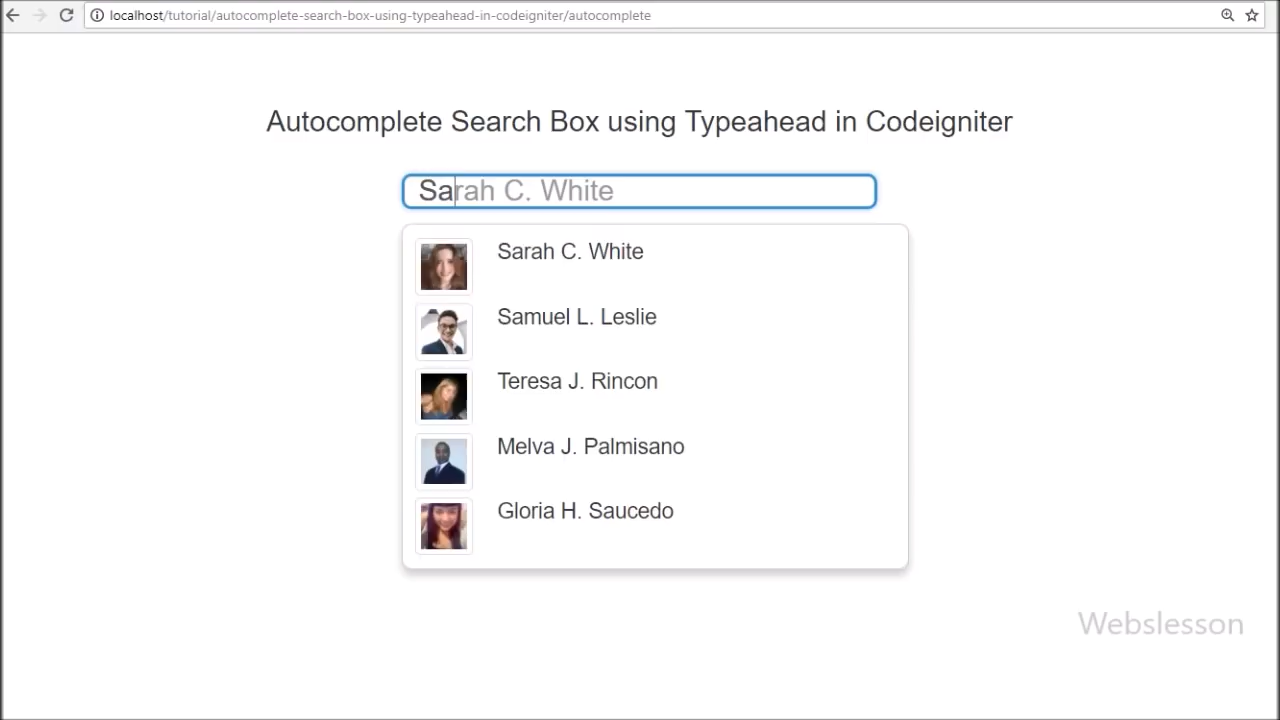 localhost/tutorial/autocomplete-search-box-using-typeahead-in-codeigniter/autocomplete
Autocomplete Search Box using Typeahead in Codeigniter
Sarah C. White
Sarah C. White
Samuel L. Leslie
Teresa J. Rincon
Melva J. Palmisano
Gloria H. Saucedo
Webslesson